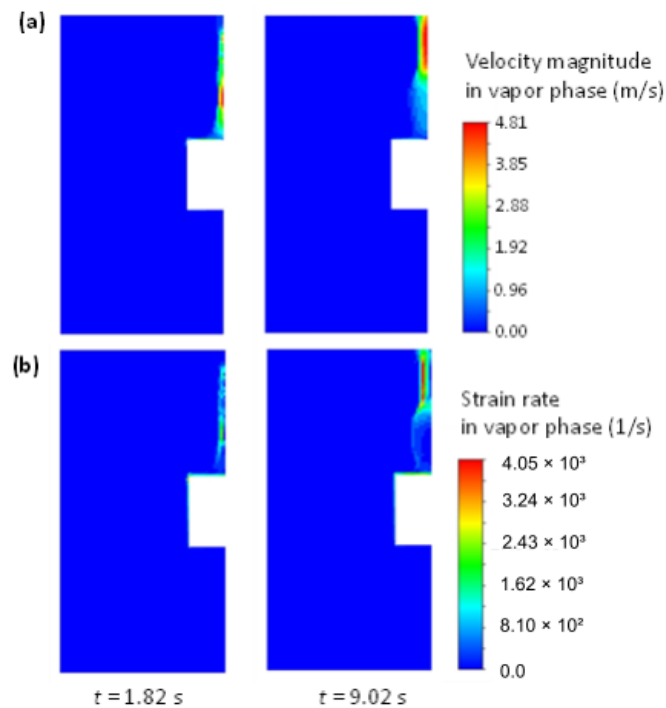 (a)
Velocity magnitude
in vapor phase (m/s)
4.81
3.85
2.88
1.92
0.96
0.00
(b)
Strain rate
in vapor phase (1/s)
4.05 × 10³
3.24 × 10³
2.43 × 10³
1.62 × 10³
8.10 × 10²
0.0
t = 1.82 s
t = 9.02 s